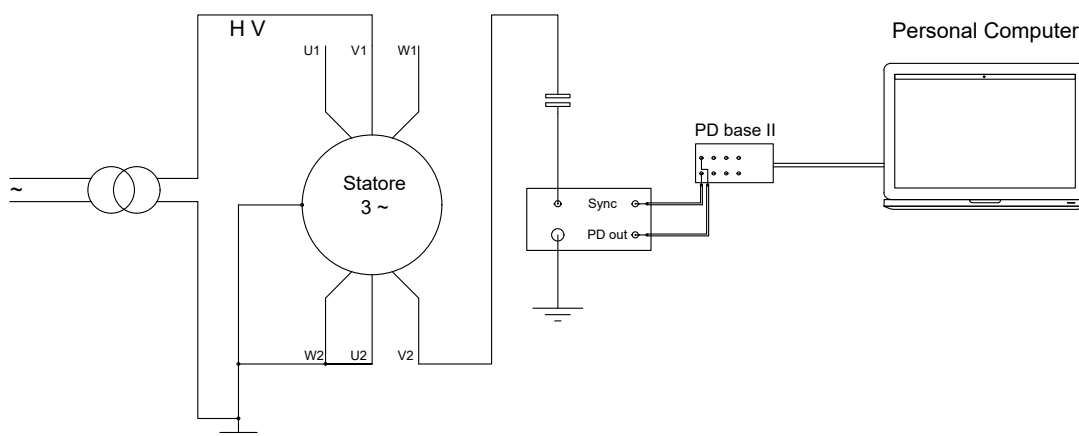 H V
U1
V1
W1
Personal Computer
PD base II
~
Statore
3 ~
Sync
PD out
W2
U2
V2